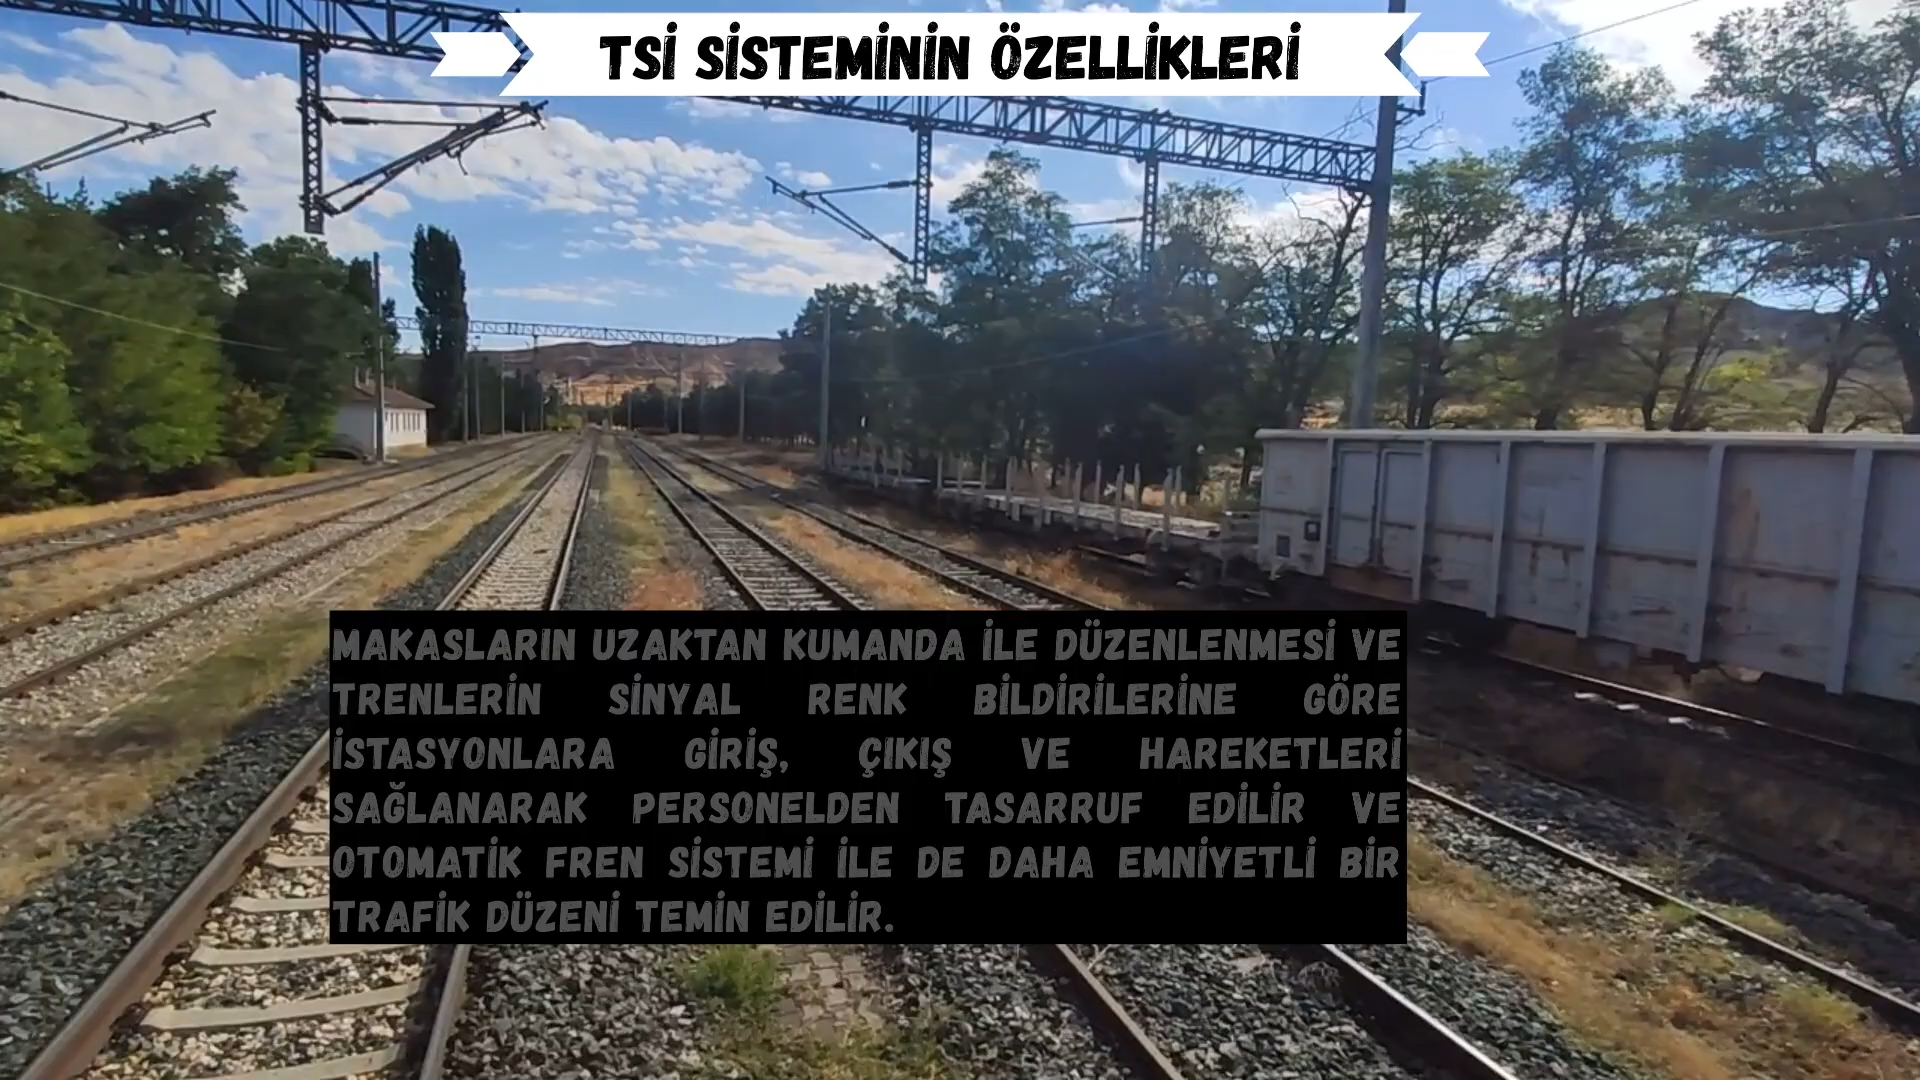 TSİ SİSTEMİNİN ÖZELLİKLERİ
MAKASLARIN UZAKTAN KUMANDA İLE DÜZENLENMESİ VE
TRENLERİN SİNYAL RENK BİLDİRİLERİNE GÖRE
İSTASYONLARA GİRİŞ, ÇIKIŞ VE HAREKETLERİ
SAĞLANARAK PERSONELDEN TASARRUF EDİLİR VE
OTOMATİK FREN SİSTEMİ İLE DE DAHA EMNİYETLİ BİR
TRAFİK DÜZENİ TEMİN EDİLİR.